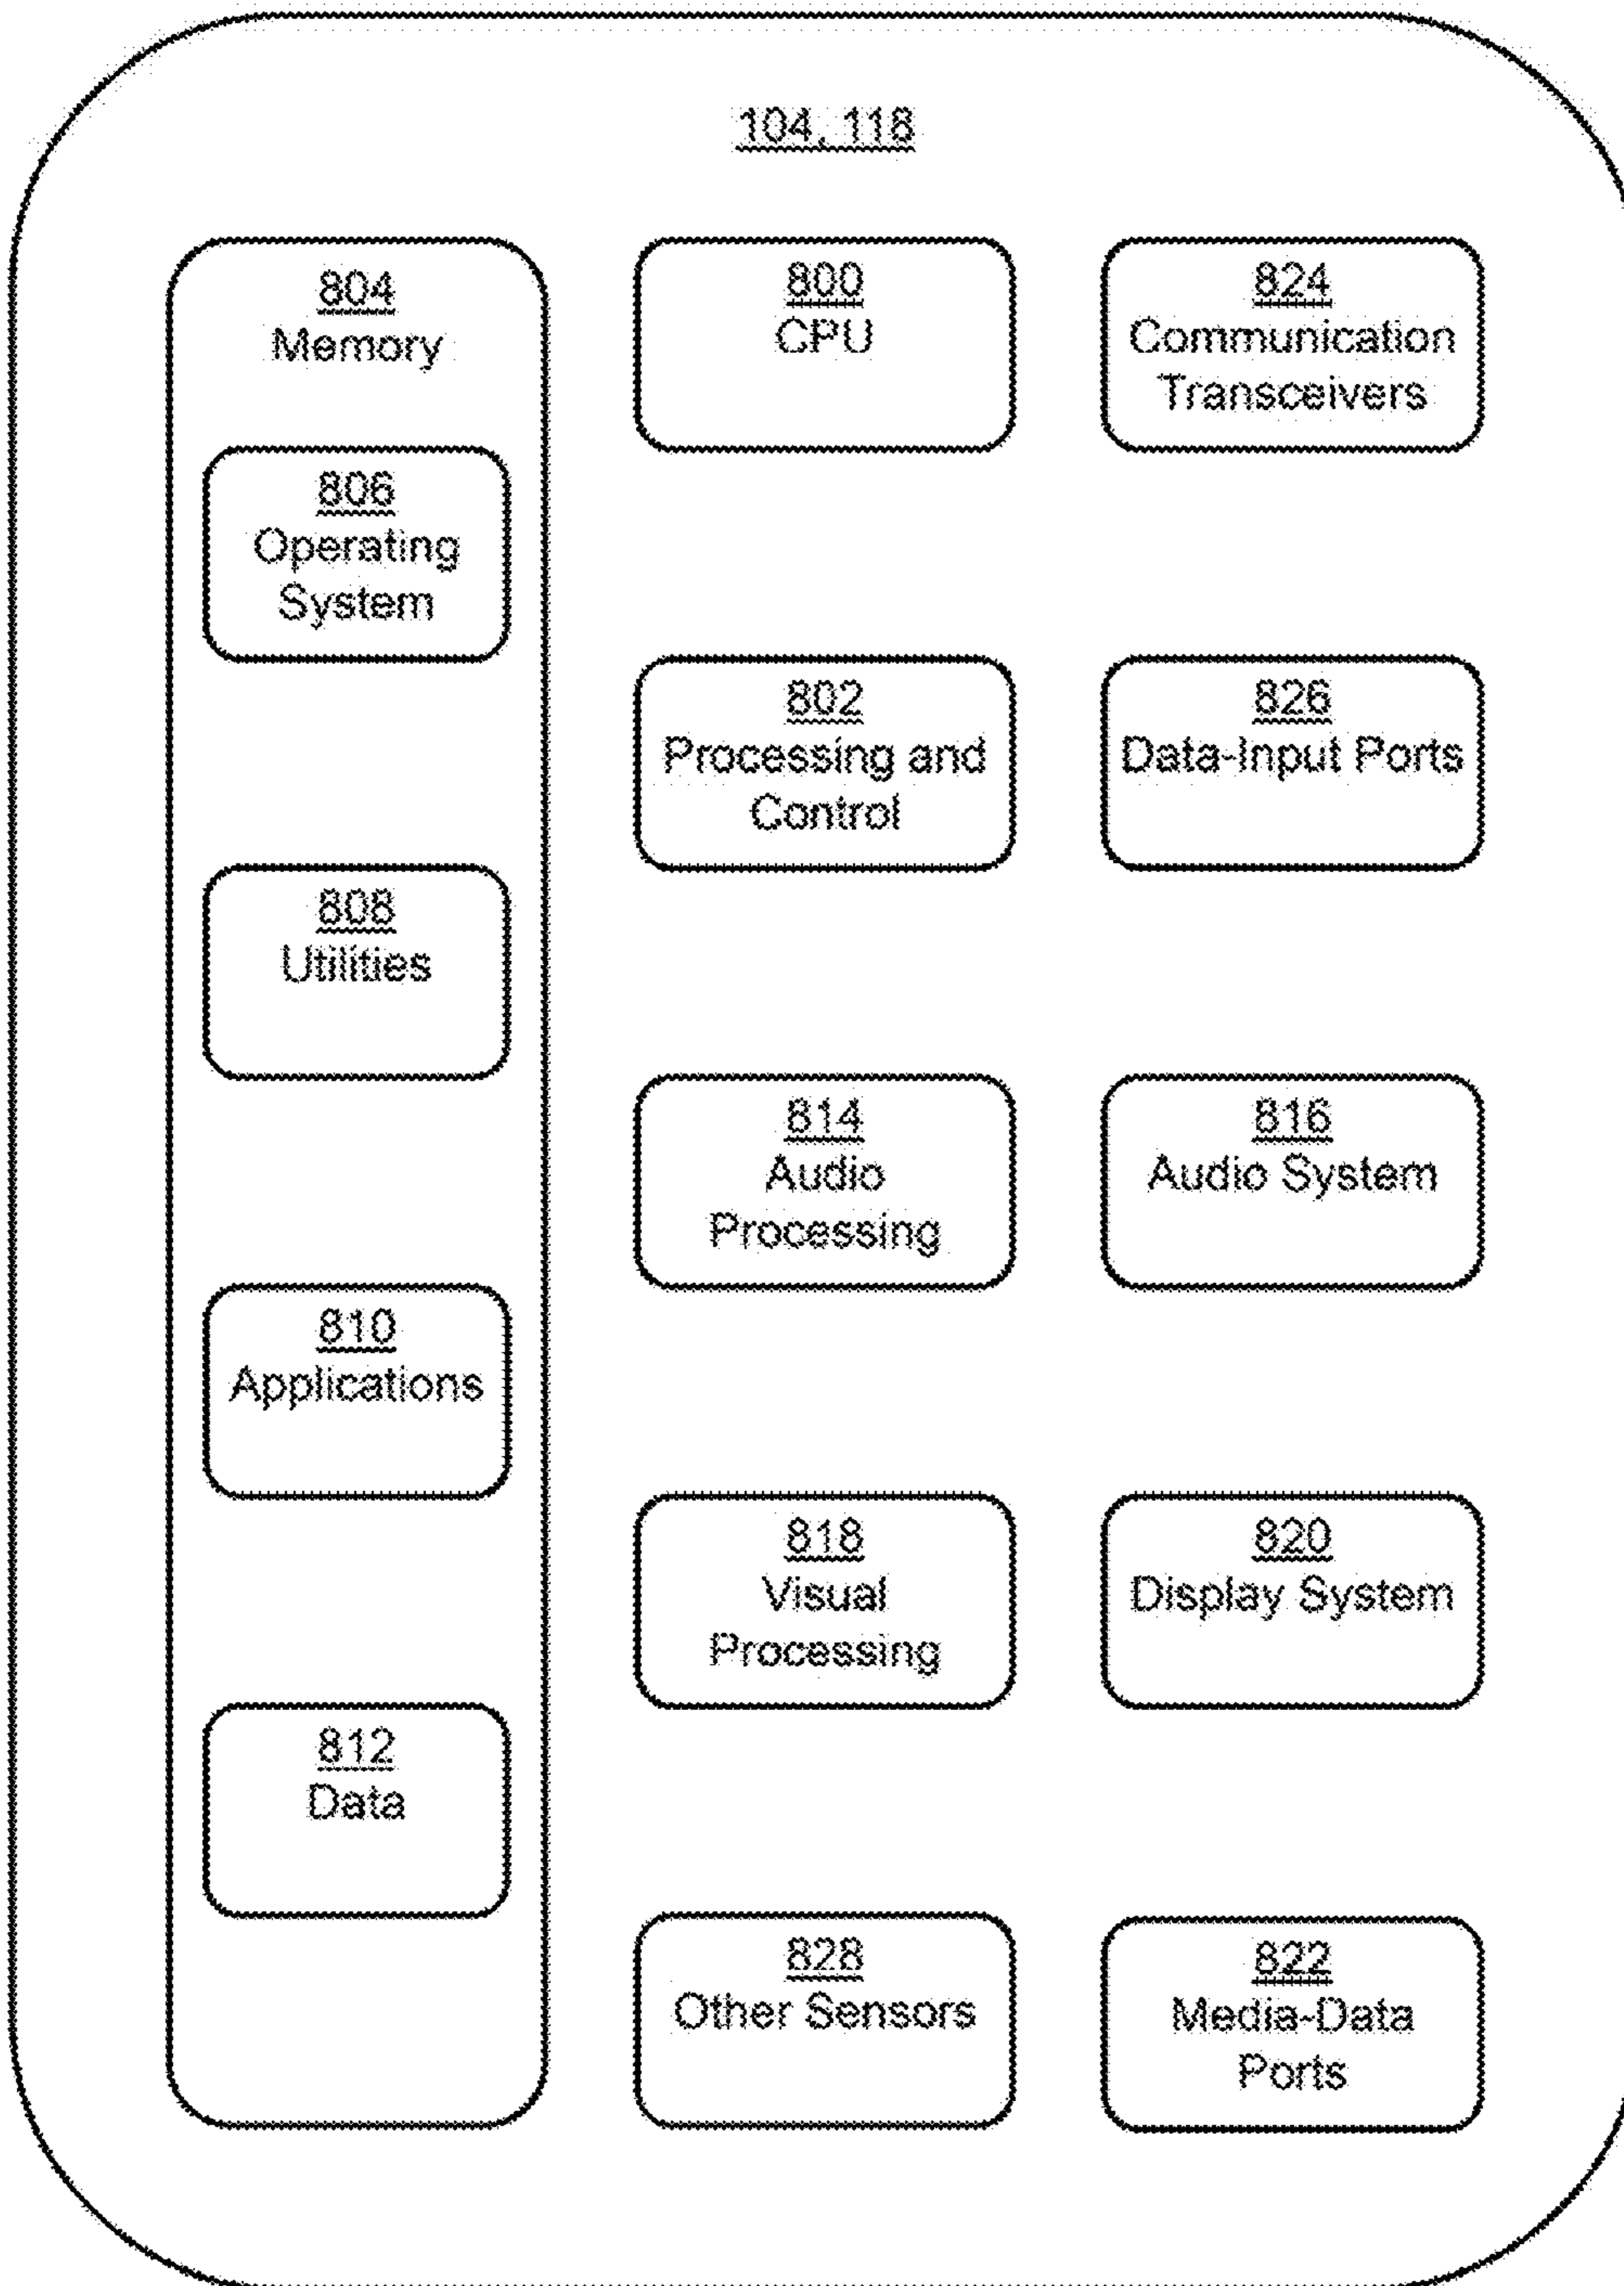 104, 118
804
Memory
806
Operating
System
808
Utilities
810
Applications
812
Data
800
CPU
802
Processing and
Control
814
Audio
Processing
818
Visual
Processing
828
Other Sensors
824
Communication
Transceivers
826
Data-Input Ports
816
Audio System
820
Display System
822
Media-Data
Ports